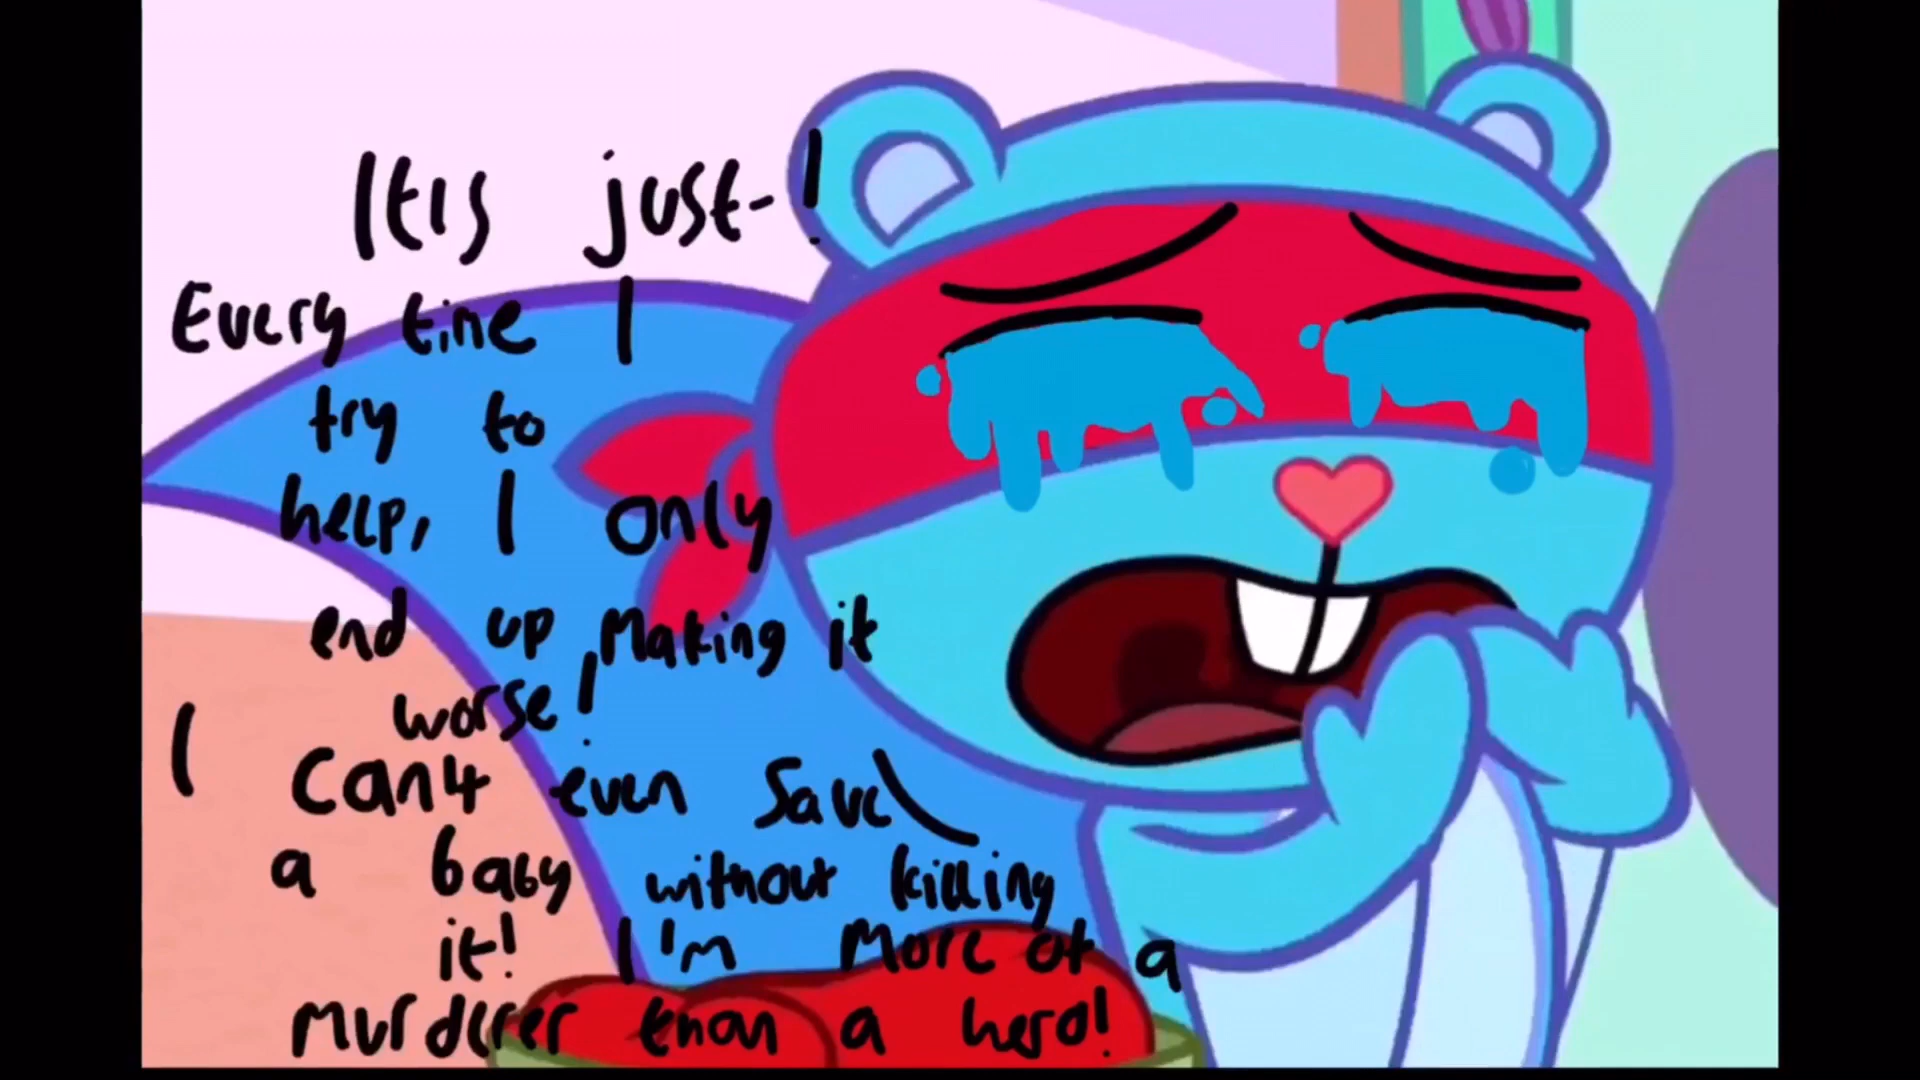 It's just-!
Every time I
try to
help, I only
end up making it
worse!
I can't even save
a baby without killing
it! I'm more of a
murderer than a hero!